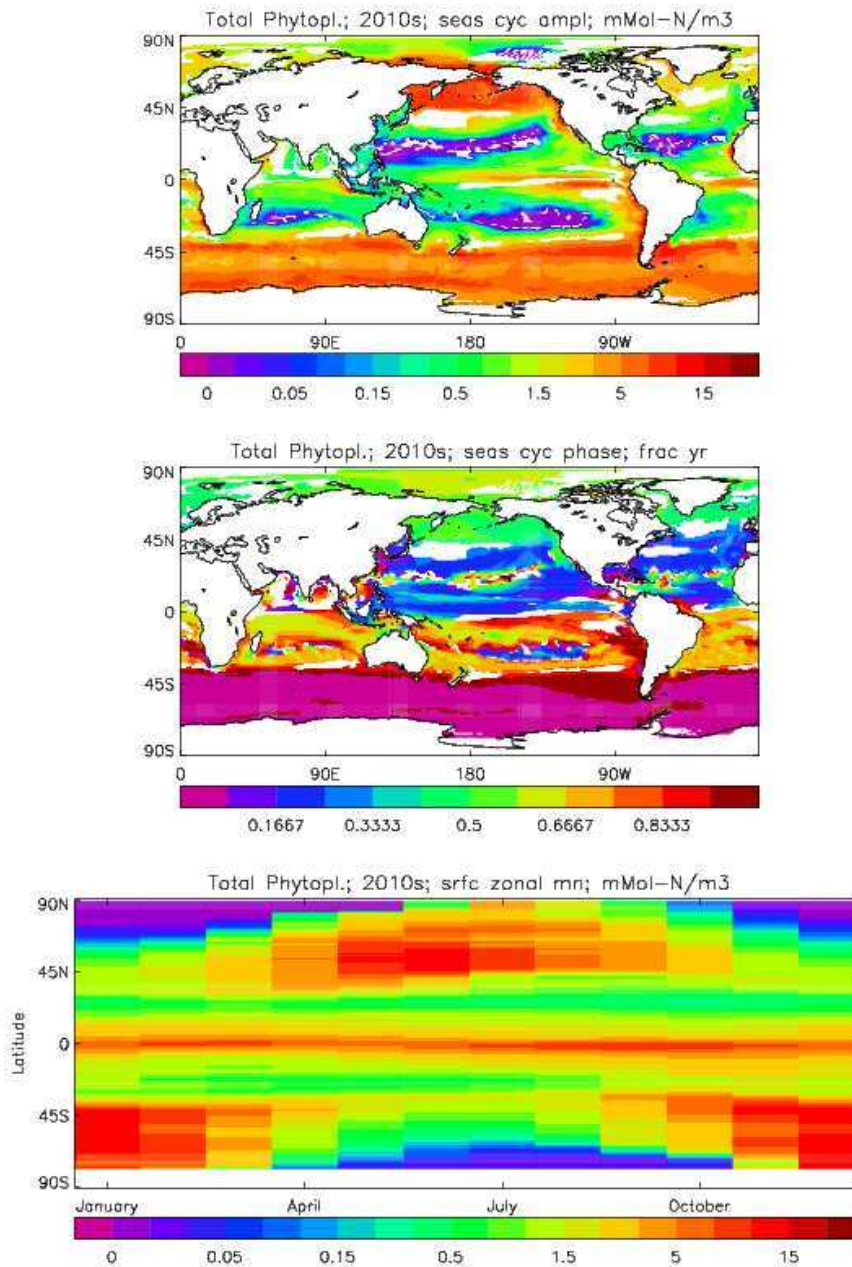 Total Phytopl.; 2010s; seas cyc ampl; mMol-N/m3
90N
45N
0
45S
90S
0 90E 180 90W
0 0.05 0.15 0.5 1.5 5 15
Total Phytopl.; 2010s; seas cyc phase; frac yr
90N
45N
0
45S
90S
0 90E 180 90W
0.1667 0.3333 0.5 0.6667 0.8333
Total Phytopl.; 2010s; srfc zonal mn; mMol-N/m3
90N
45N
Latitude
0
45S
90S
January April July October
0 0.05 0.15 0.5 1.5 5 15